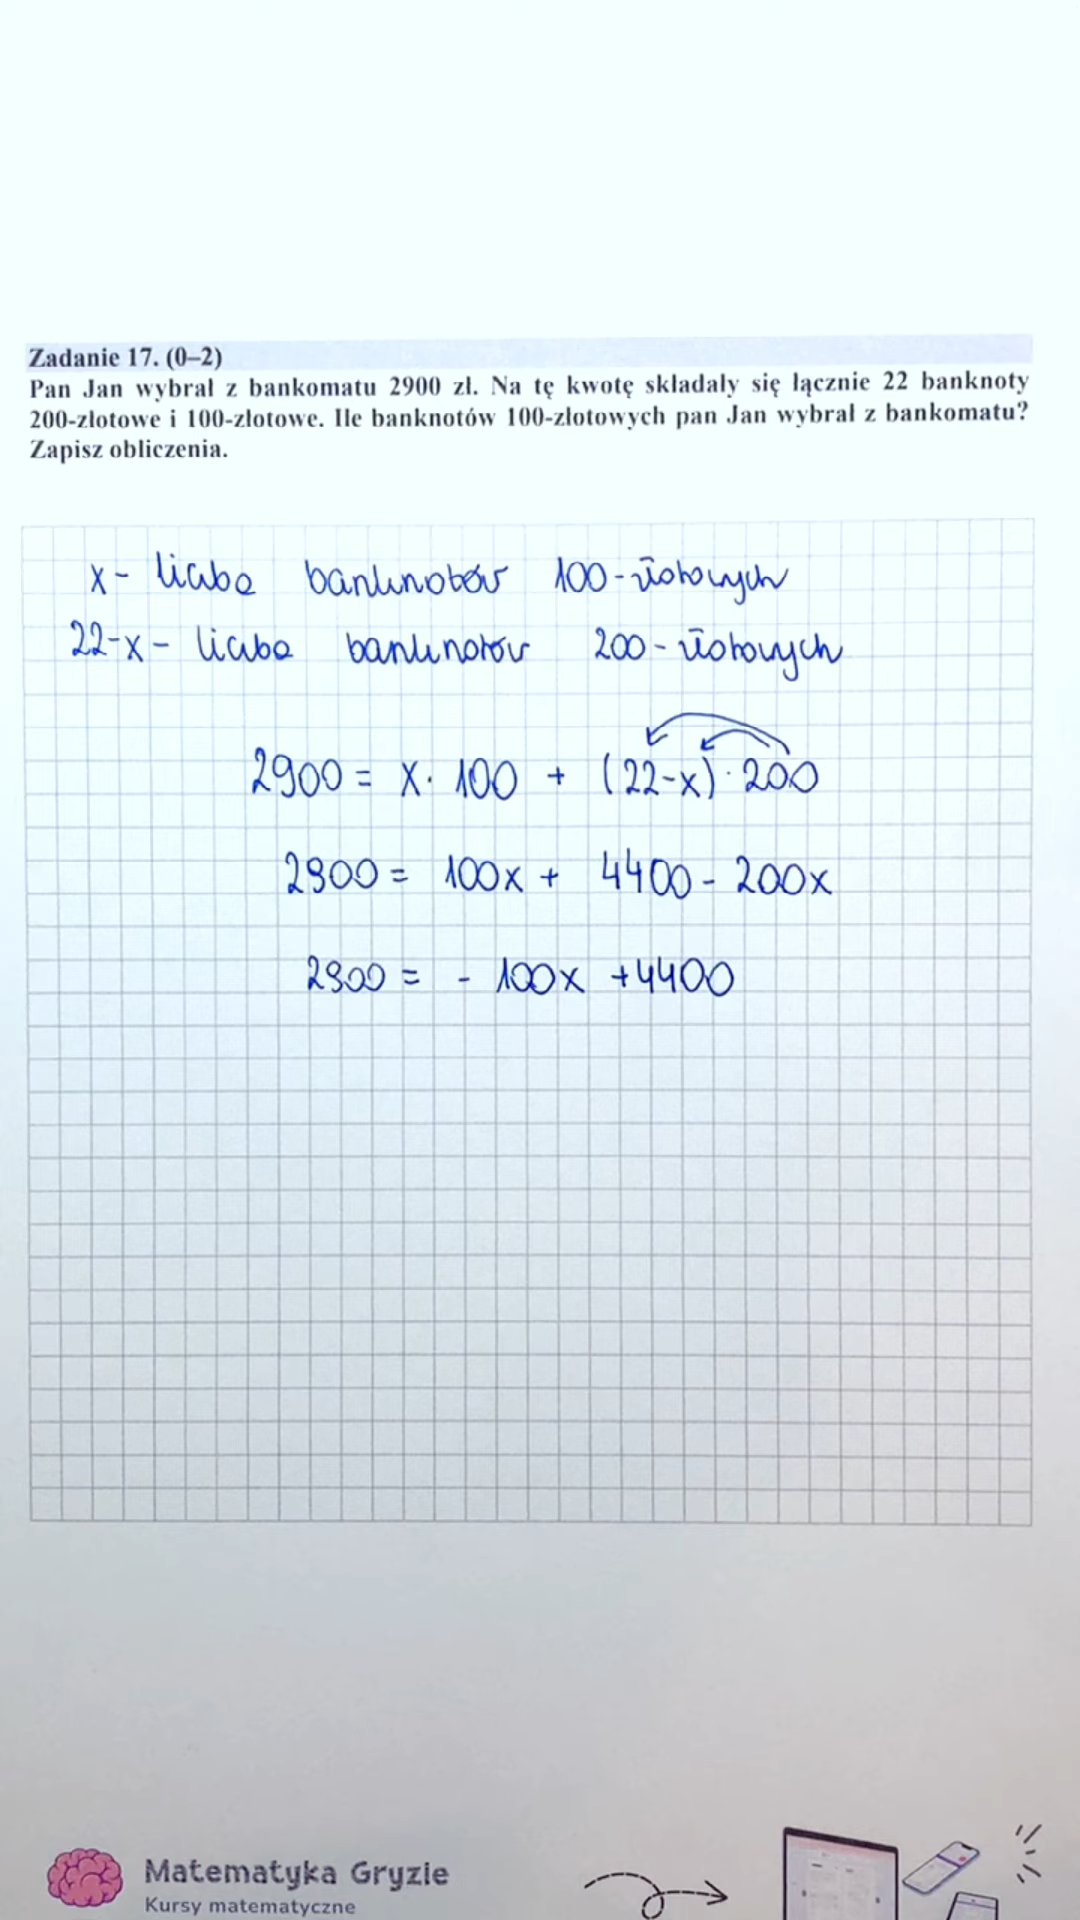 Zadanie 17. (0–2)
Pan Jan wybrał z bankomatu 2900 zł. Na tę kwotę składały się łącznie 22 banknoty
200-złotowe i 100-złotowe. Ile banknotów 100-złotowych pan Jan wybrał z bankomatu?
Zapisz obliczenia.
x - liczba banknotów 100-złotowych
22-x - liczba banknotów 200-złotowych
2900 = x · 100 + (22-x) · 200
2900 = 100x + 4400 - 200x
2900 = - 100x + 4400
Matematyka Gryzie
Kursy matematyczne